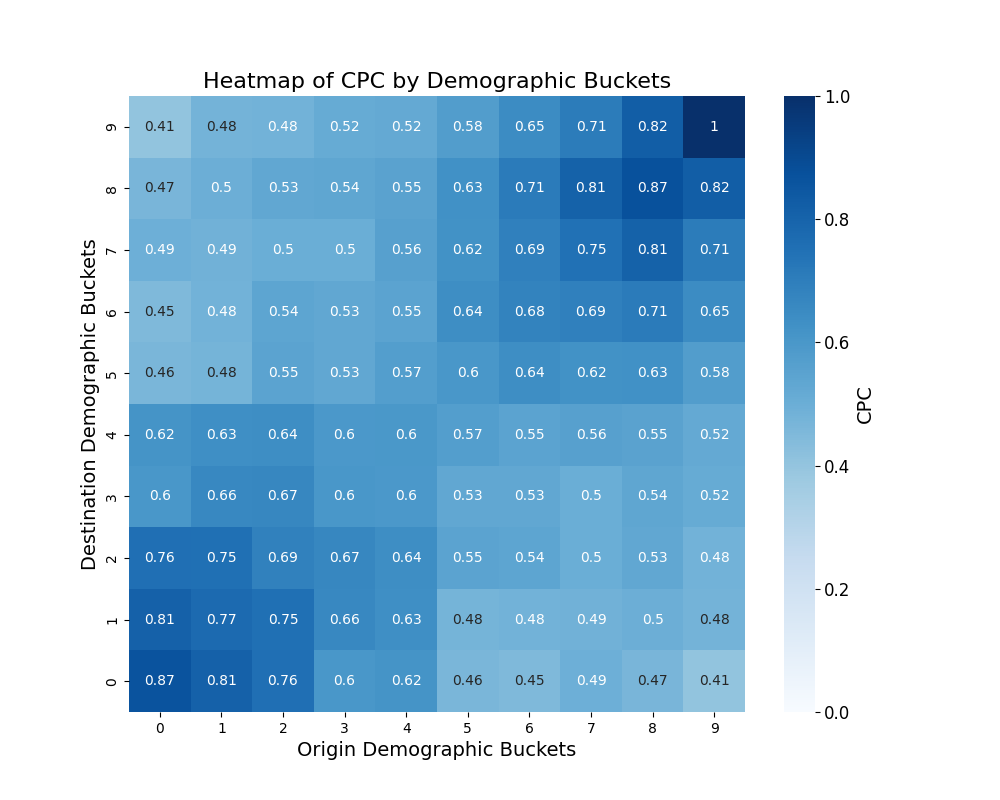 Heatmap of CPC by Demographic Buckets
9 0.41 0.48 0.48 0.52 0.52 0.58 0.65 0.71 0.82 1
8 0.47 0.5 0.53 0.54 0.55 0.63 0.71 0.81 0.87 0.82
7 0.49 0.49 0.5 0.5 0.56 0.62 0.69 0.75 0.81 0.71
6 0.45 0.48 0.54 0.53 0.55 0.64 0.68 0.69 0.71 0.65
5 0.46 0.48 0.55 0.53 0.57 0.6 0.64 0.62 0.63 0.58
4 0.62 0.63 0.64 0.6 0.6 0.57 0.55 0.56 0.55 0.52
3 0.6 0.66 0.67 0.6 0.6 0.53 0.53 0.5 0.54 0.52
2 0.76 0.75 0.69 0.67 0.64 0.55 0.54 0.5 0.53 0.48
1 0.81 0.77 0.75 0.66 0.63 0.48 0.48 0.49 0.5 0.48
0 0.87 0.81 0.76 0.6 0.62 0.46 0.45 0.49 0.47 0.41
0 1 2 3 4 5 6 7 8 9
Origin Demographic Buckets
Destination Demographic Buckets
1.0
0.8
0.6
0.4
0.2
0.0
CPC